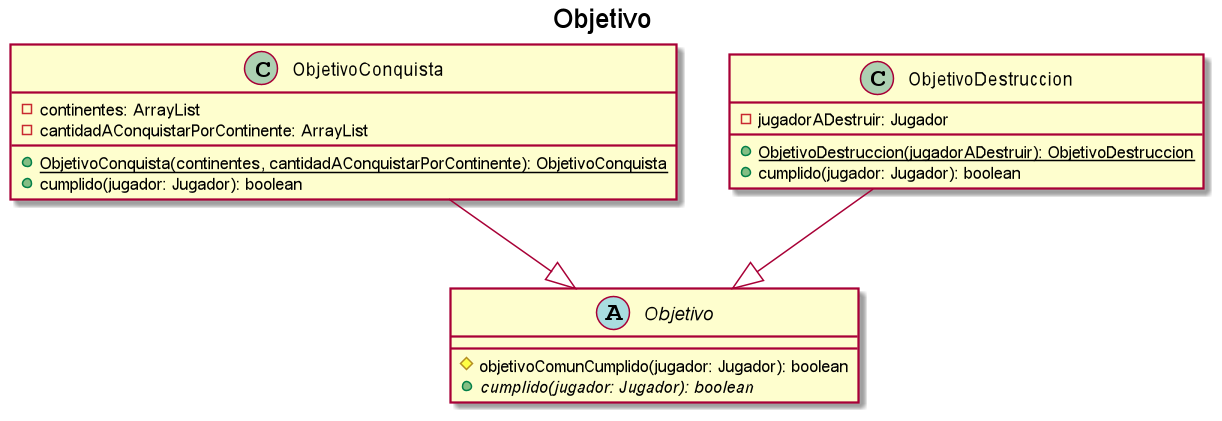 Objetivo
C ObjetivoConquista
continentes: ArrayList
cantidadAConquistarPorContinente: ArrayList
ObjetivoConquista(continentes, cantidadAConquistarPorContinente): ObjetivoConquista
cumplido(jugador: Jugador): boolean
C ObjetivoDestruccion
jugadorADestruir: Jugador
ObjetivoDestruccion(jugadorADestruir): ObjetivoDestruccion
cumplido(jugador: Jugador): boolean
A Objetivo
objetivoComunCumplido(jugador: Jugador): boolean
cumplido(jugador: Jugador): boolean